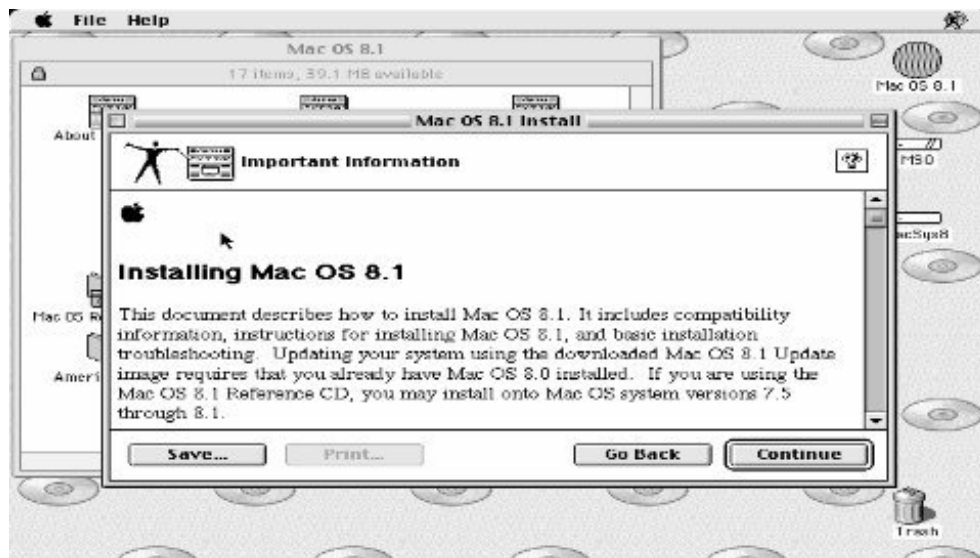 File Help
Mac OS 8.1
17 items, 39.1 MB available
Mac OS 8.1
About
Mac OS 8.1 Install
MSO
Important Information
acSys8
Installing Mac OS 8.1
Mac OS R
This document describes how to install Mac OS 8.1. It includes compatibility
information, instructions for installing Mac OS 8.1, and basic installation
troubleshooting. Updating your system using the downloaded Mac OS 8.1 Update
Ameri
image requires that you already have Mac OS 8.0 installed. If you are using the
Mac OS 8.1 Reference CD, you may install onto Mac OS system versions 7.5
through 8.1.
Save... Print... Go Back Continue
Trash